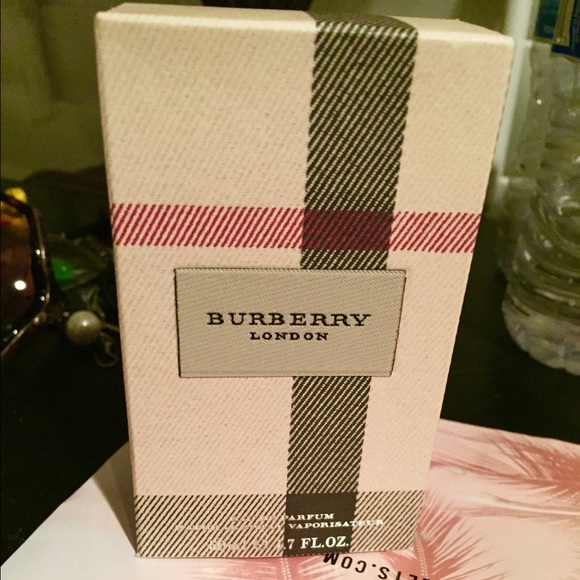 BURBERRY
LONDON
PARFUM
VAPORISATEUR
7 FL.OZ.